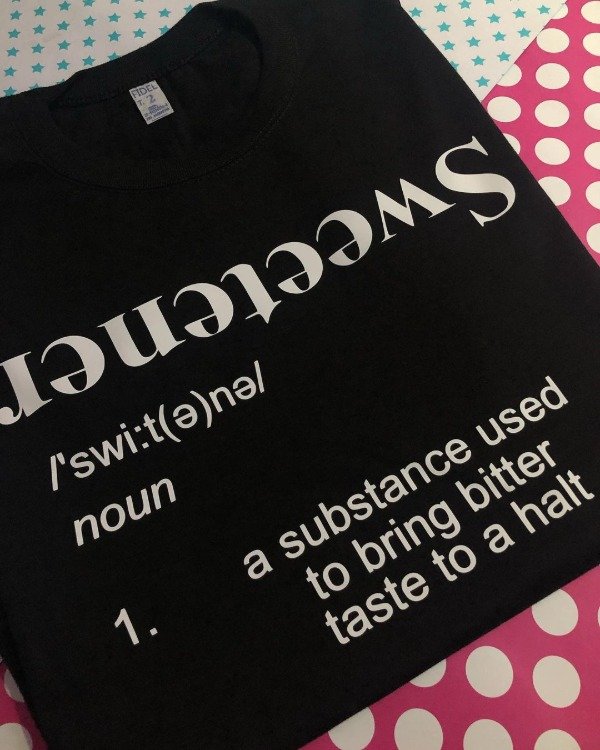 Sweetener
/'swi:t(ə)nə/
noun
1.
a substance used
to bring bitter
taste to a halt